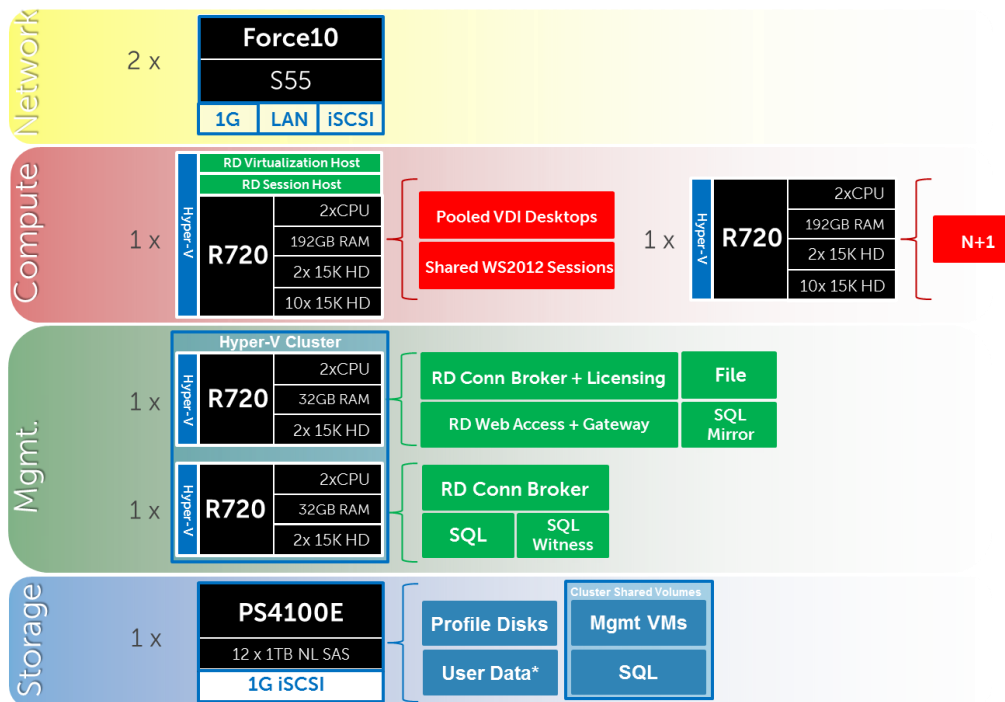 Network
2 x
Force10
S55
1G LAN iSCSI
Compute
1 x
Hyper-V
RD Virtualization Host
RD Session Host
R720
2xCPU
192GB RAM
2x 15K HD
10x 15K HD
Pooled VDI Desktops
Shared WS2012 Sessions
1 x
Hyper-V
R720
2xCPU
192GB RAM
2x 15K HD
10x 15K HD
N+1
Mgmt.
Hyper-V Cluster
1 x
Hyper-V
R720
2xCPU
32GB RAM
2x 15K HD
RD Conn Broker + Licensing
File
RD Web Access + Gateway
SQL
Mirror
1 x
Hyper-V
R720
2xCPU
32GB RAM
2x 15K HD
RD Conn Broker
SQL
SQL
Witness
Storage
1 x
PS4100E
12 x 1TB NL SAS
1G iSCSI
Profile Disks
User Data*
Cluster Shared Volumes
Mgmt VMs
SQL